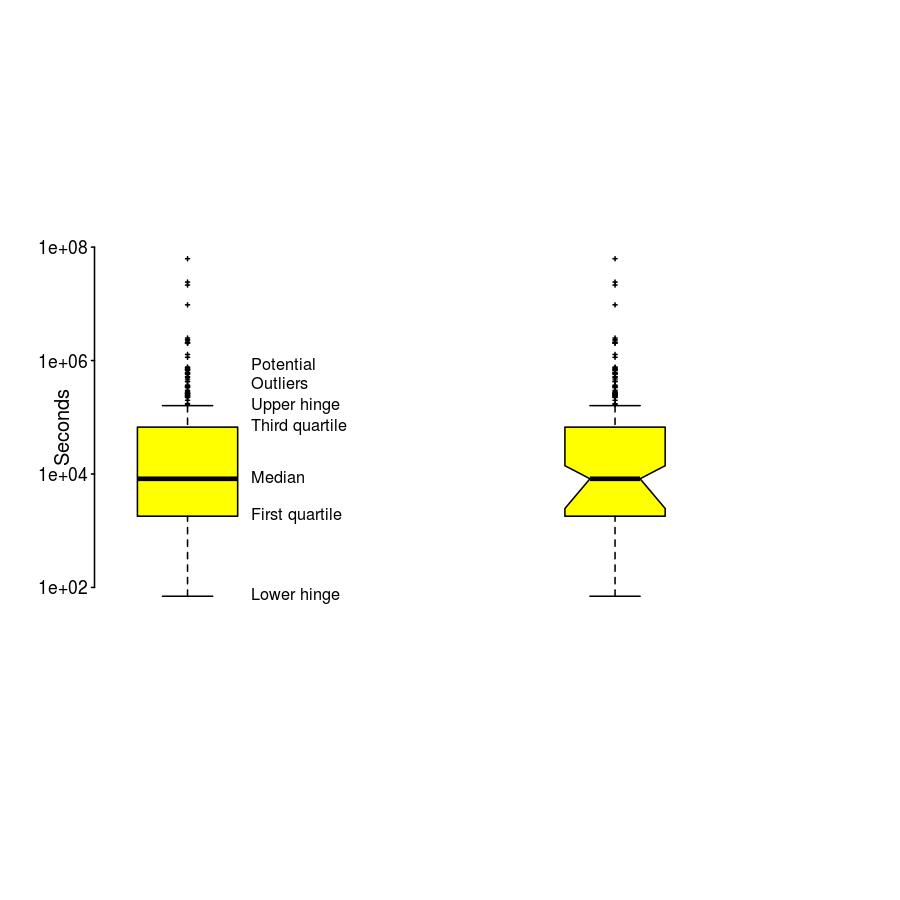 1e+08
1e+06
1e+04
1e+02
Seconds
Potential
Outliers
Upper hinge
Third quartile
Median
First quartile
Lower hinge